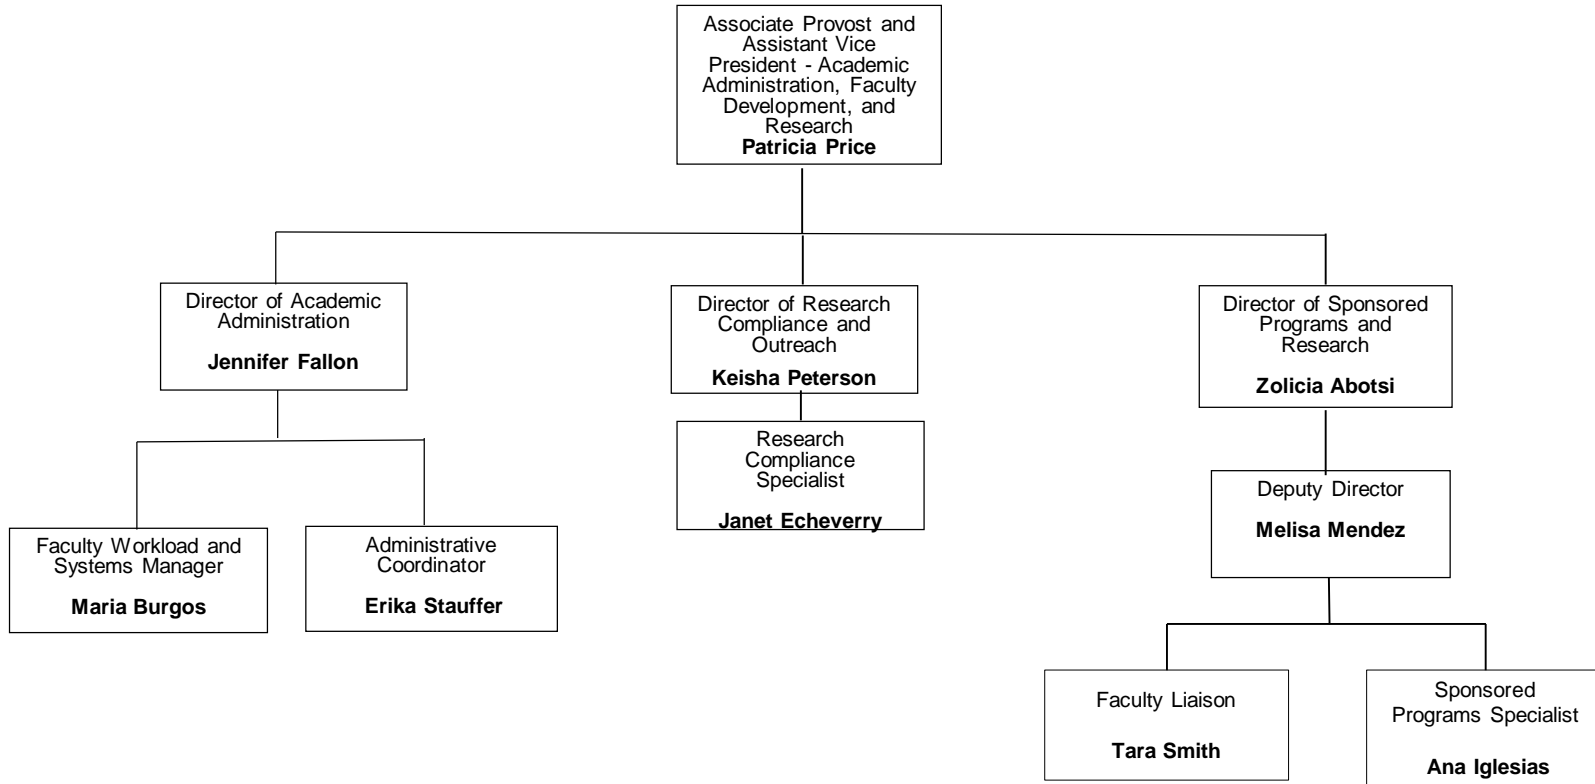 Associate Provost and
Assistant Vice
President - Academic
Administration, Faculty
Development, and
Research
Patricia Price
Director of Academic
Administration
Jennifer Fallon
Director of Research
Compliance and
Outreach
Keisha Peterson
Director of Sponsored
Programs and
Research
Zolicia Abotsi
Research
Compliance
Specialist
Janet Echeverry
Deputy Director
Melisa Mendez
Faculty Workload and
Systems Manager
Maria Burgos
Administrative
Coordinator
Erika Stauffer
Faculty Liaison
Tara Smith
Sponsored
Programs Specialist
Ana Iglesias